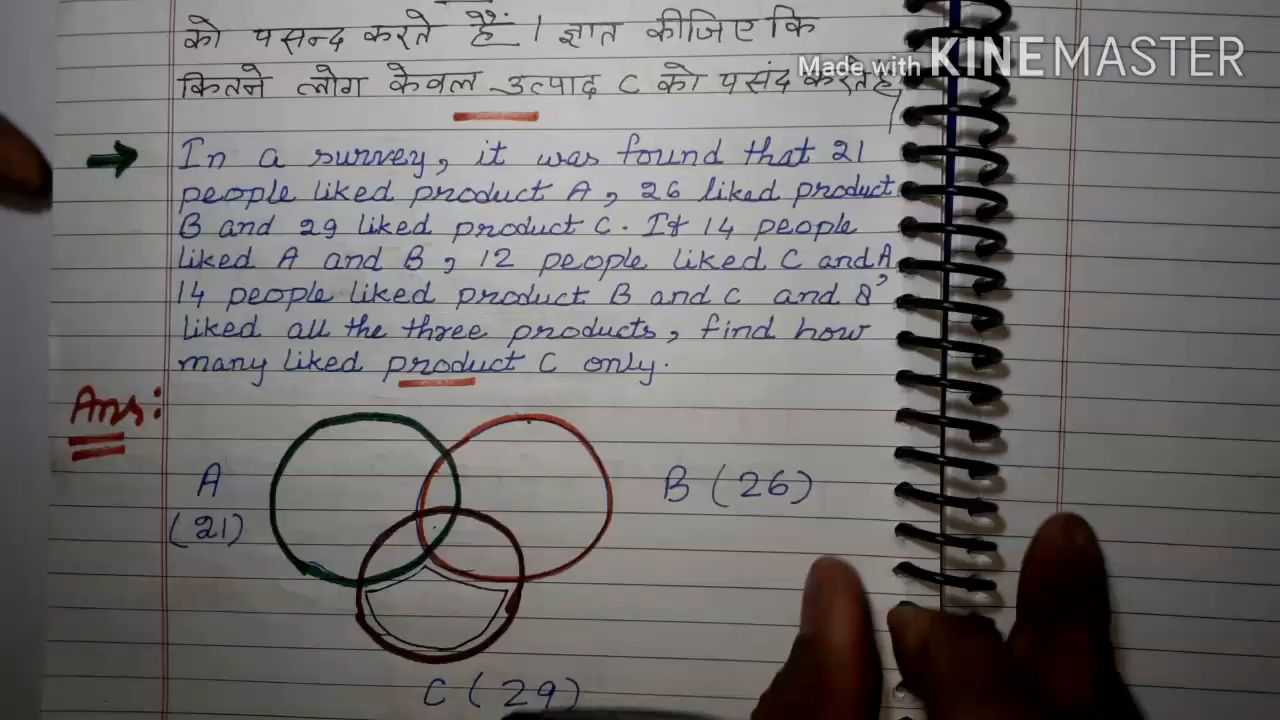 को पसन्द करते हैं । ज्ञात कीजिए कि
Made with KINEMASTER
कितने लोग केवल उत्पाद C को पसंद करते हैं।
In a survey, it was found that 21
people liked product A, 26 liked product
B and 29 liked product C. If 14 people
liked A and B, 12 people liked C and A,
14 people liked product B and C and 8
liked all the three products, find how
many liked product C only.
Ans:
A
(21)
B (26)
C (29)